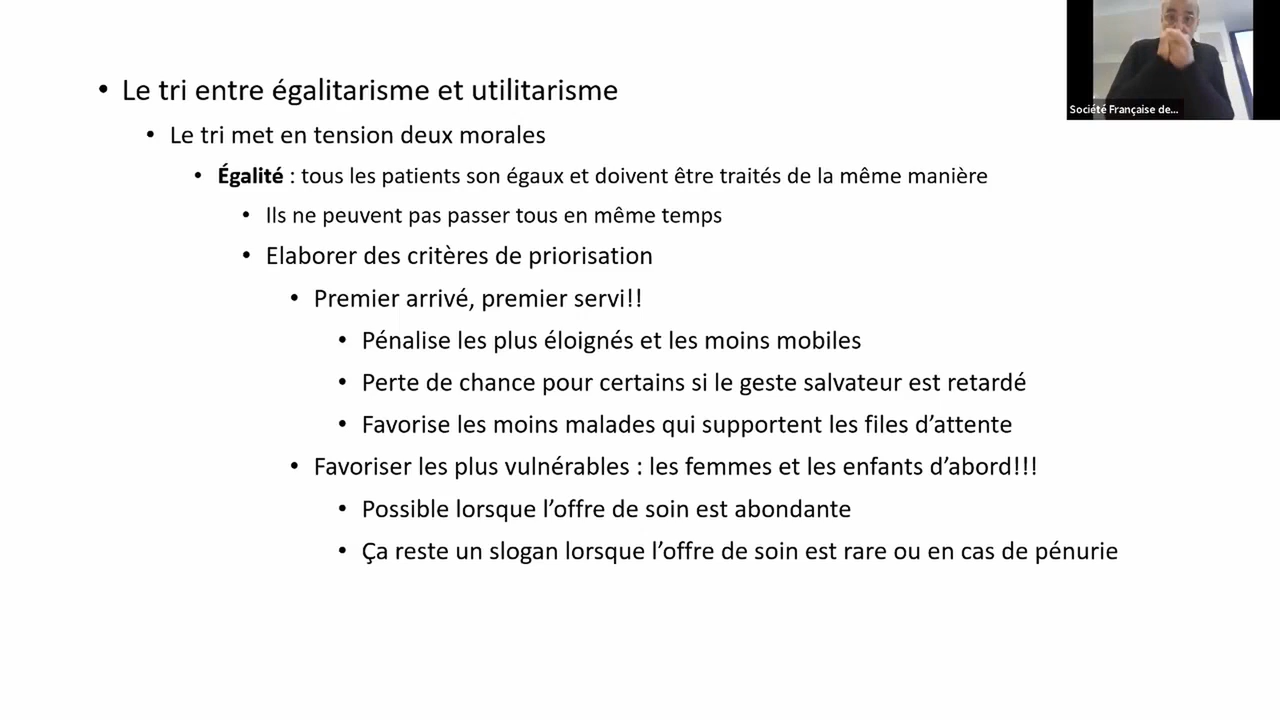 Société Française de...
• Le tri entre égalitarisme et utilitarisme
• Le tri met en tension deux morales
• Égalité : tous les patients son égaux et doivent être traités de la même manière
• Ils ne peuvent pas passer tous en même temps
• Elaborer des critères de priorisation
• Premier arrivé, premier servi!!
• Pénalise les plus éloignés et les moins mobiles
• Perte de chance pour certains si le geste salvateur est retardé
• Favorise les moins malades qui supportent les files d’attente
• Favoriser les plus vulnérables : les femmes et les enfants d’abord!!!
• Possible lorsque l’offre de soin est abondante
• Ça reste un slogan lorsque l’offre de soin est rare ou en cas de pénurie